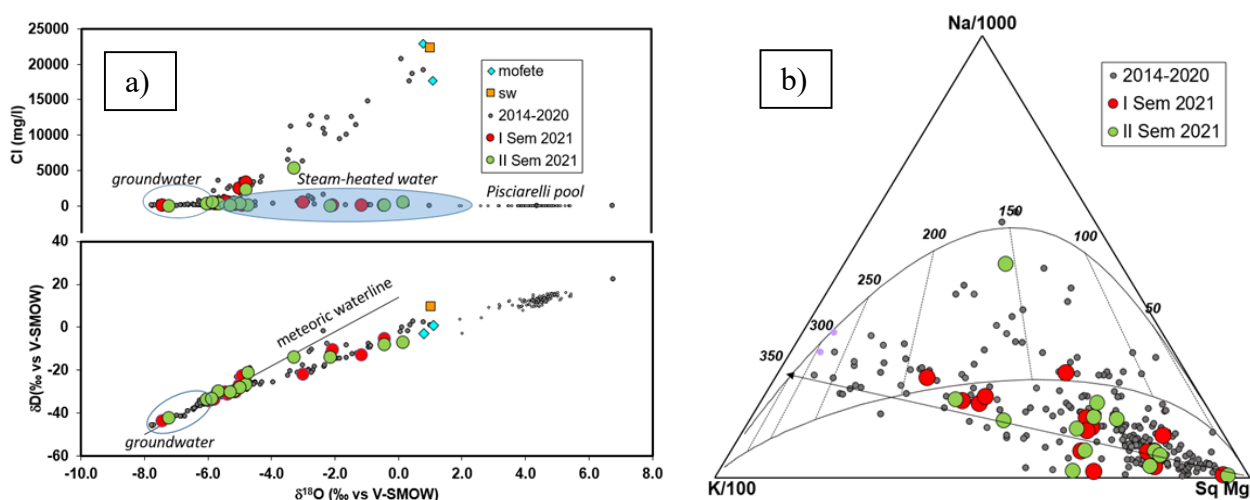 a)
Cl (mg/l)
25000
20000
15000
10000
5000
0
mofete
sw
2014-2020
I Sem 2021
II Sem 2021
groundwater
Steam-heated water
Pisciarelli pool
δD(‰ vs V-SMOW)
40
20
0
-20
-40
-60
meteoric waterline
groundwater
-10.0 -8.0 -6.0 -4.0 -2.0 0.0 2.0 4.0 6.0 8.0
δ18O (‰ vs V-SMOW)
b)
Na/1000
2014-2020
I Sem 2021
II Sem 2021
150
200
100
250
50
300
350
K/100
Sq Mg